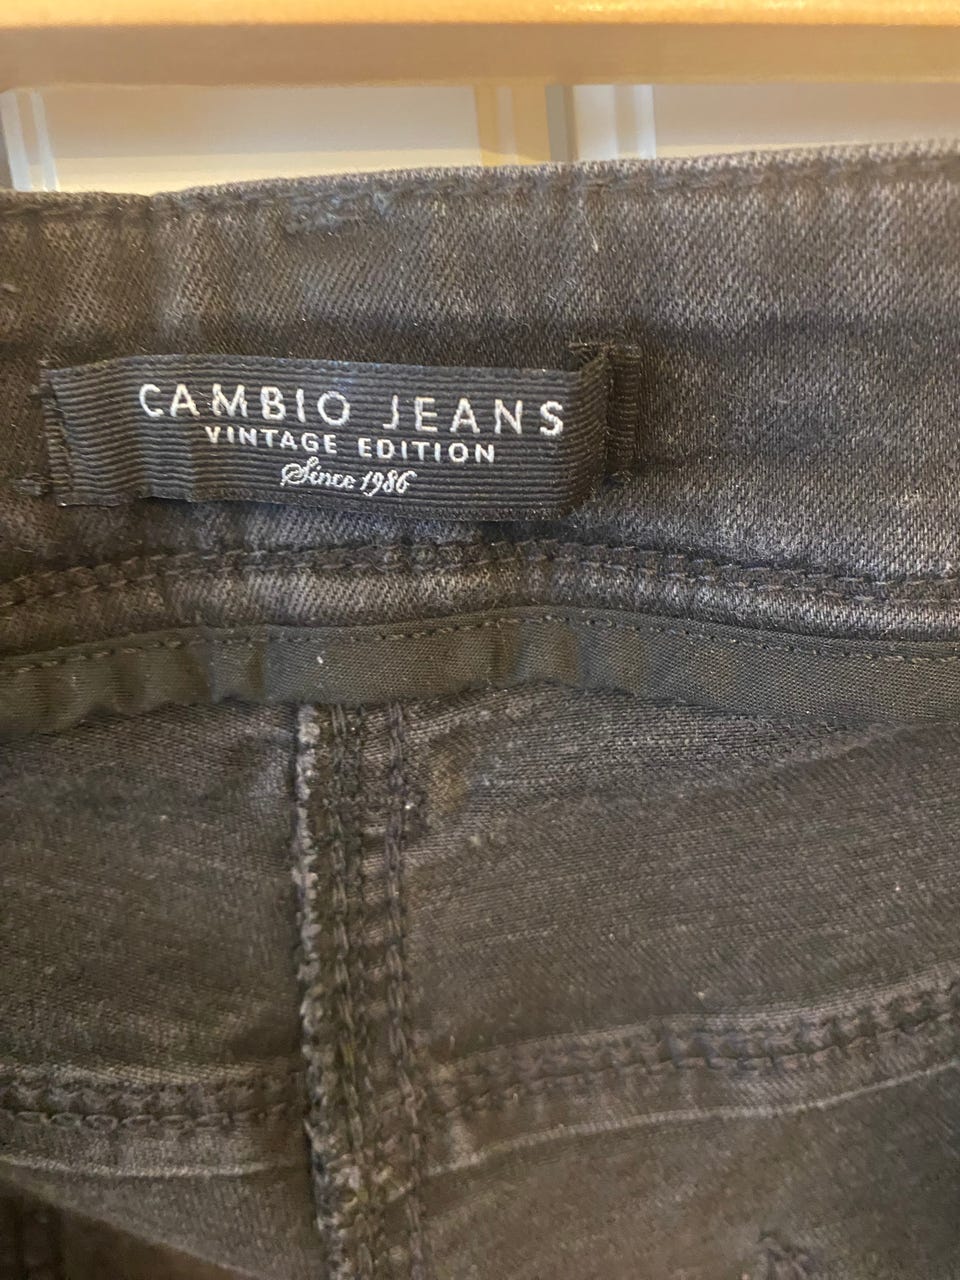 CAMBIO JEANS
VINTAGE EDITION
Since 1986